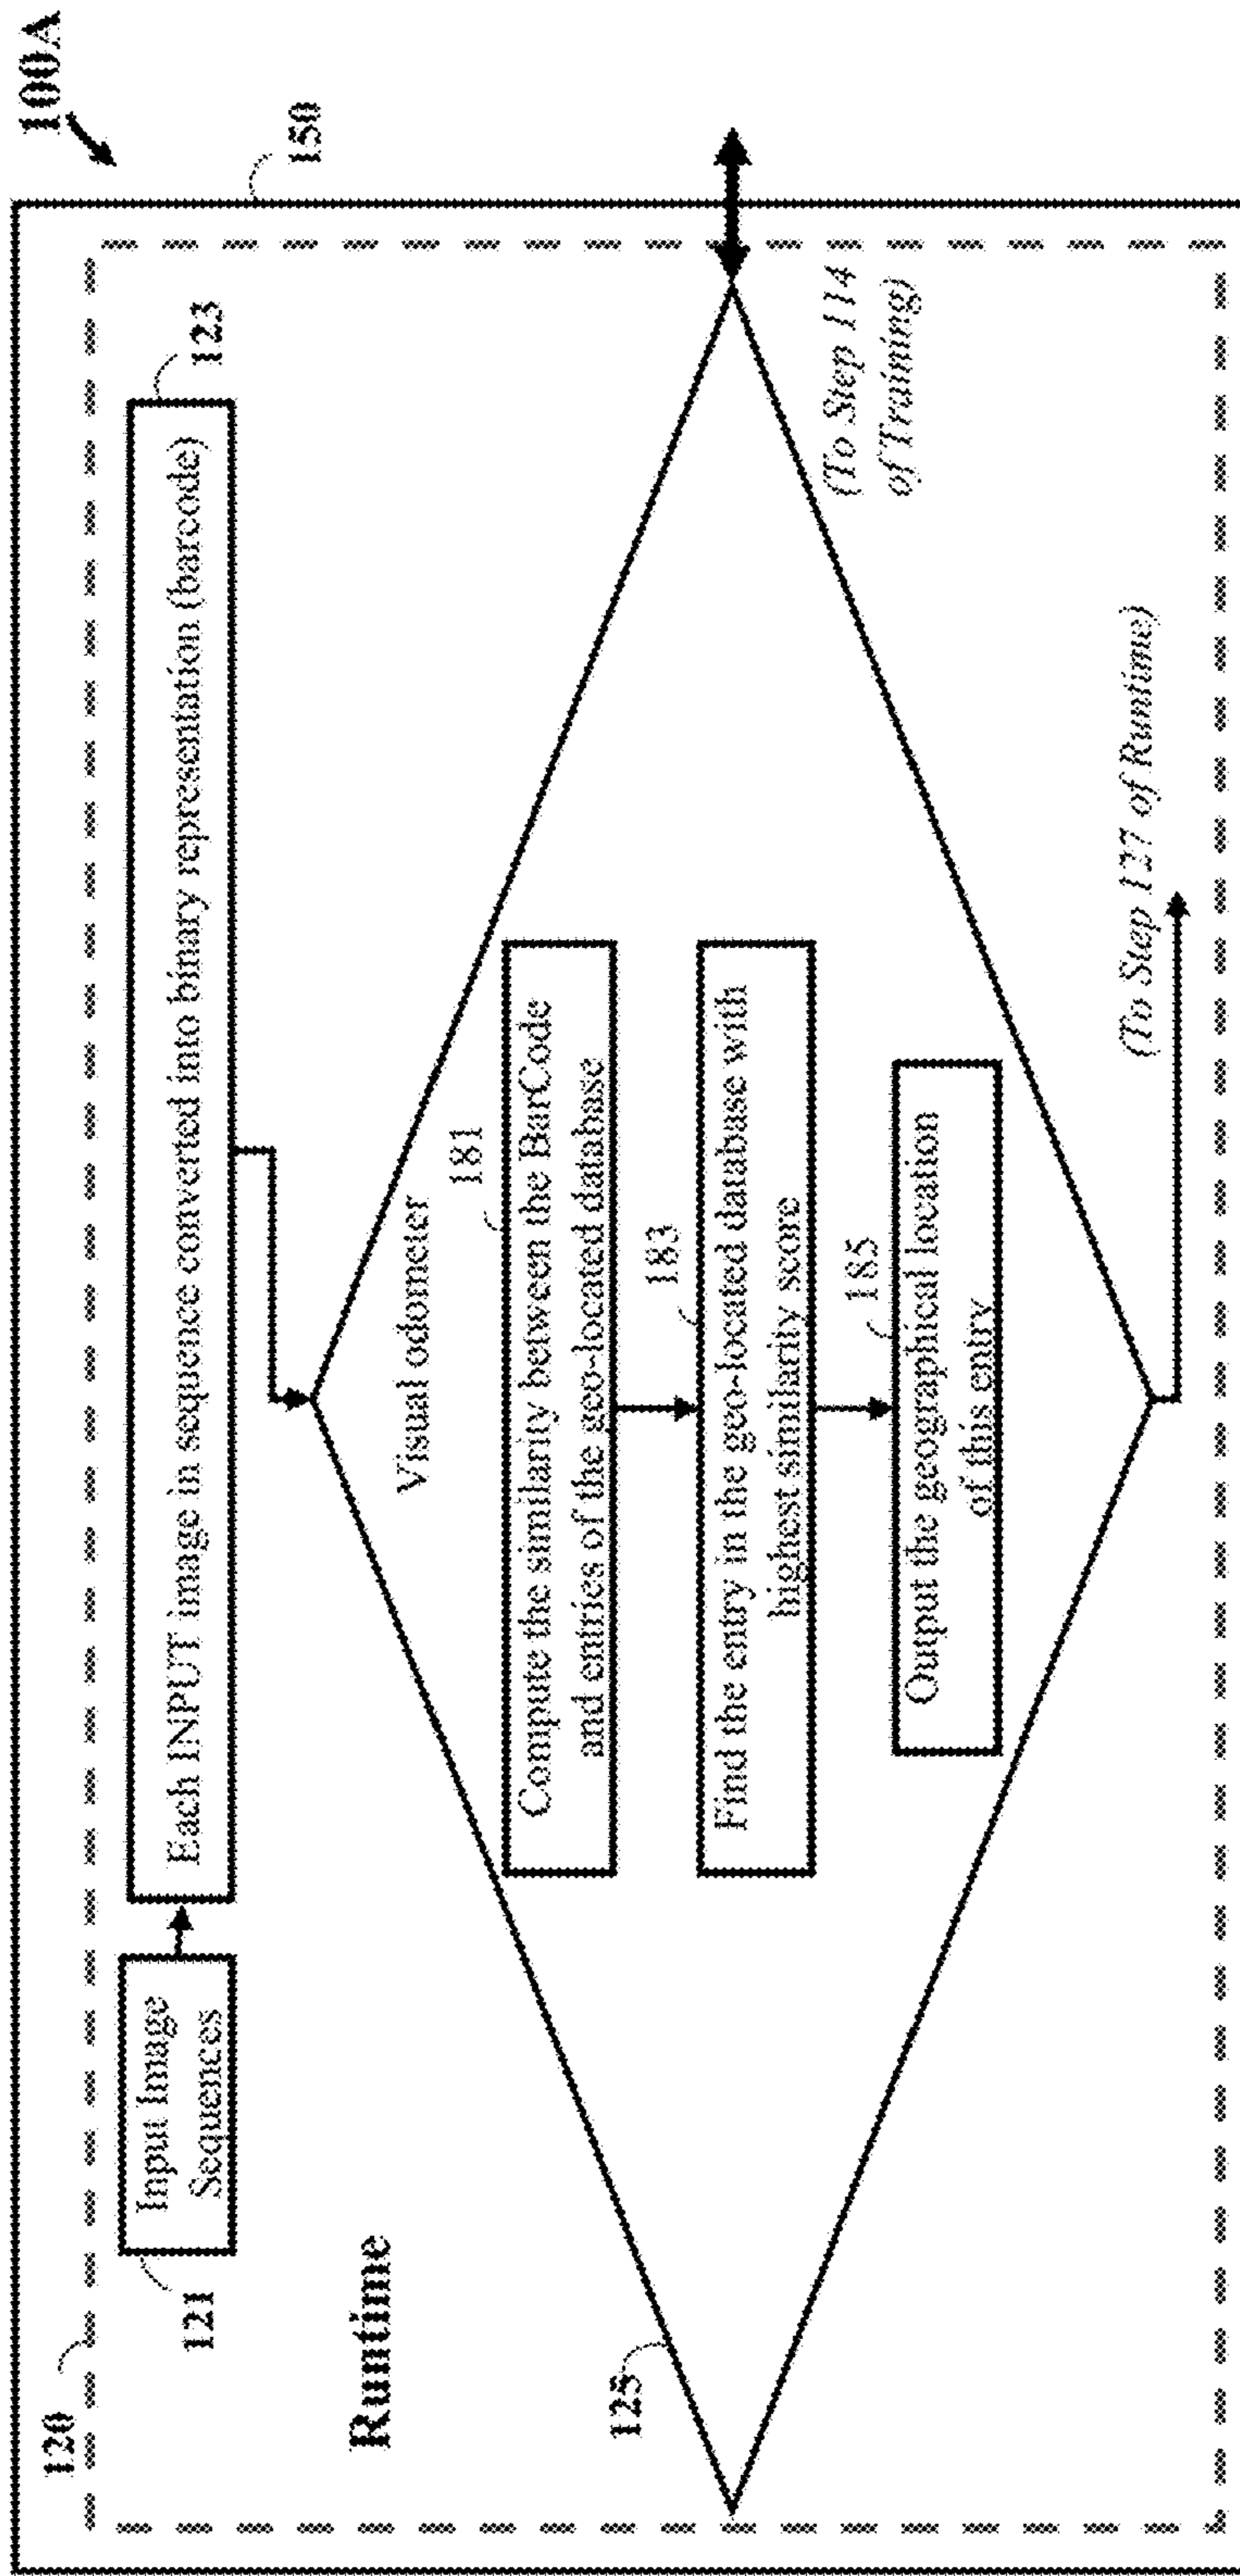 100A
150
120
121
Input Image
Sequences
123
Each INPUT image in sequence converted into binary representation (barcode)
Runtime
125
Visual odometer
181
Compute the similarity between the BarCode
and entries of the geo-located database
183
Find the entry in the geo-located database with
highest similarity score
185
Output the geographical location
of this entry
(To Step 114
of Training)
(To Step 127 of Runtime)